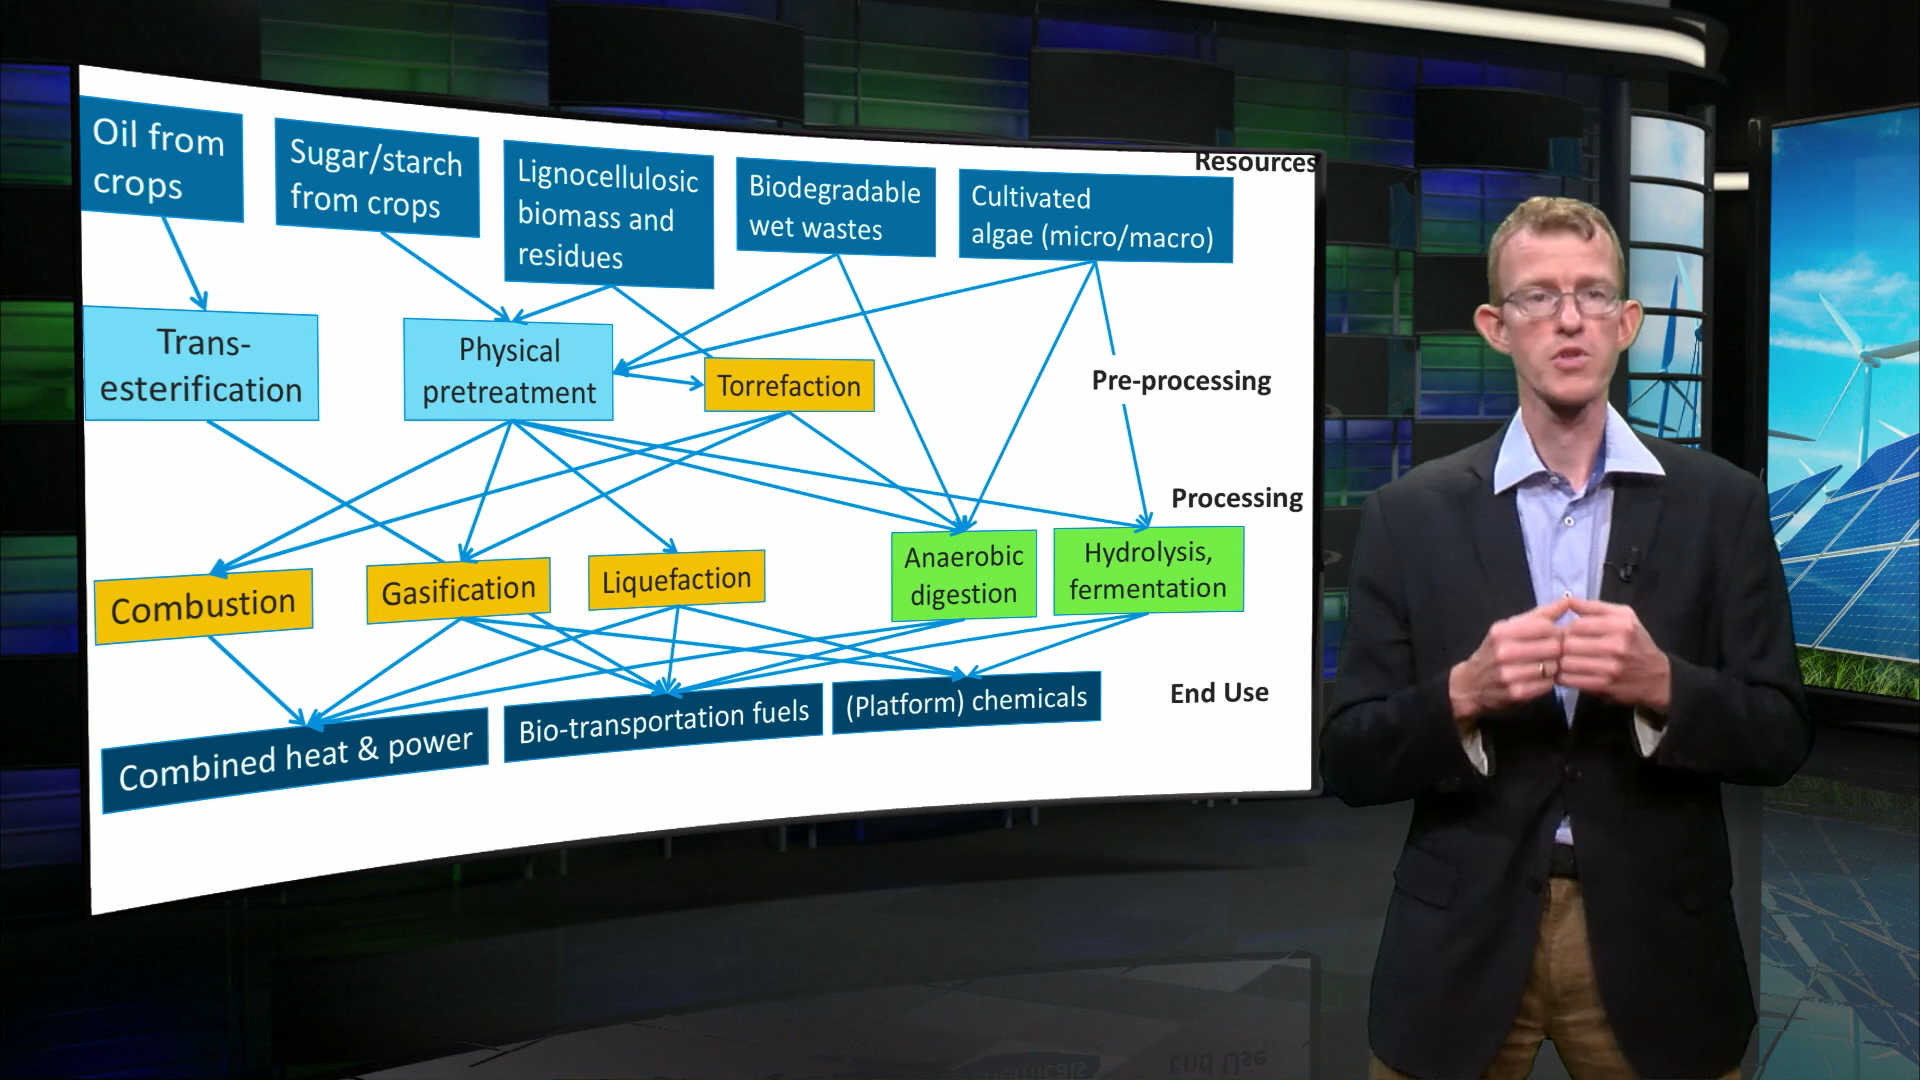 Resources
Oil from
crops
Sugar/starch
from crops
Lignocellulosic
biomass and
residues
Biodegradable
wet wastes
Cultivated
algae (micro/macro)
Trans-
esterification
Physical
pretreatment
Torrefaction
Pre-processing
Processing
Combustion
Gasification
Liquefaction
Anaerobic
digestion
Hydrolysis,
fermentation
Combined heat & power
Bio-transportation fuels
(Platform) chemicals
End Use